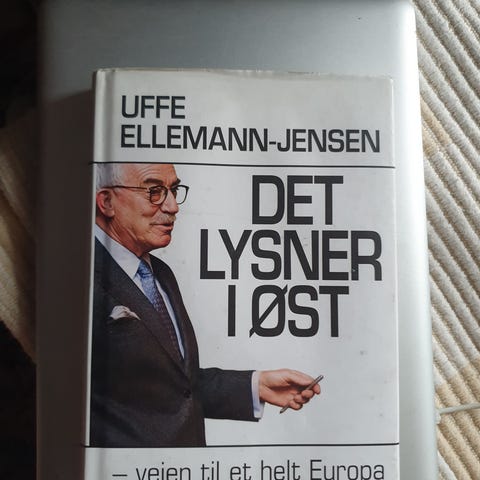 UFFE
ELLEMANN-JENSEN
DET
LYSNER
I ØST
– vejen til et helt Europa